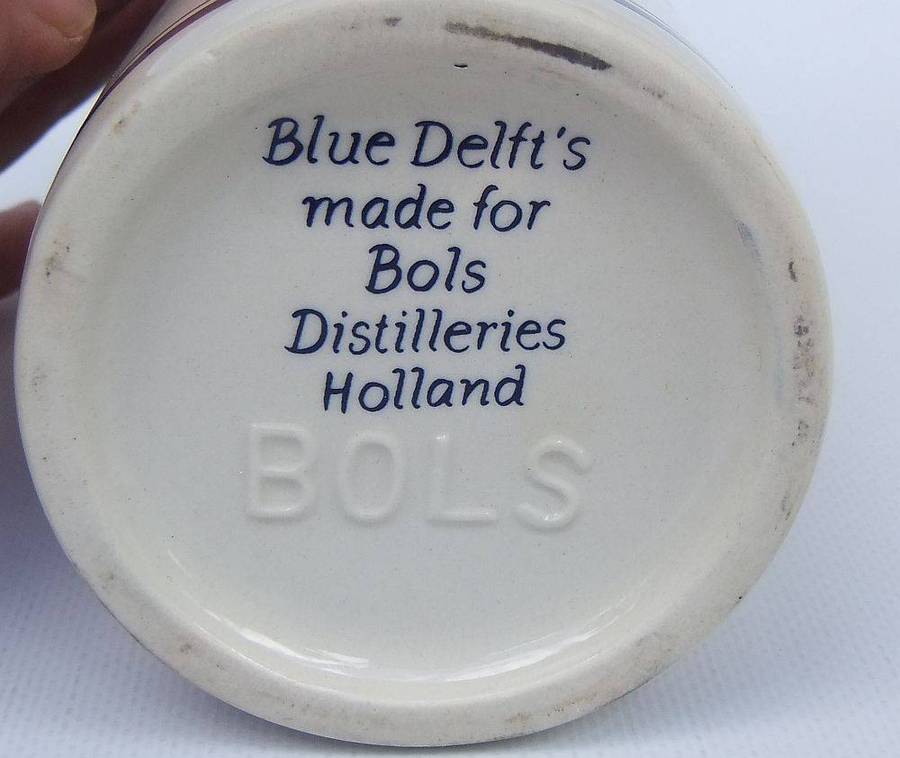 Blue Delft's
made for
Bols
Distilleries
Holland
BOLS